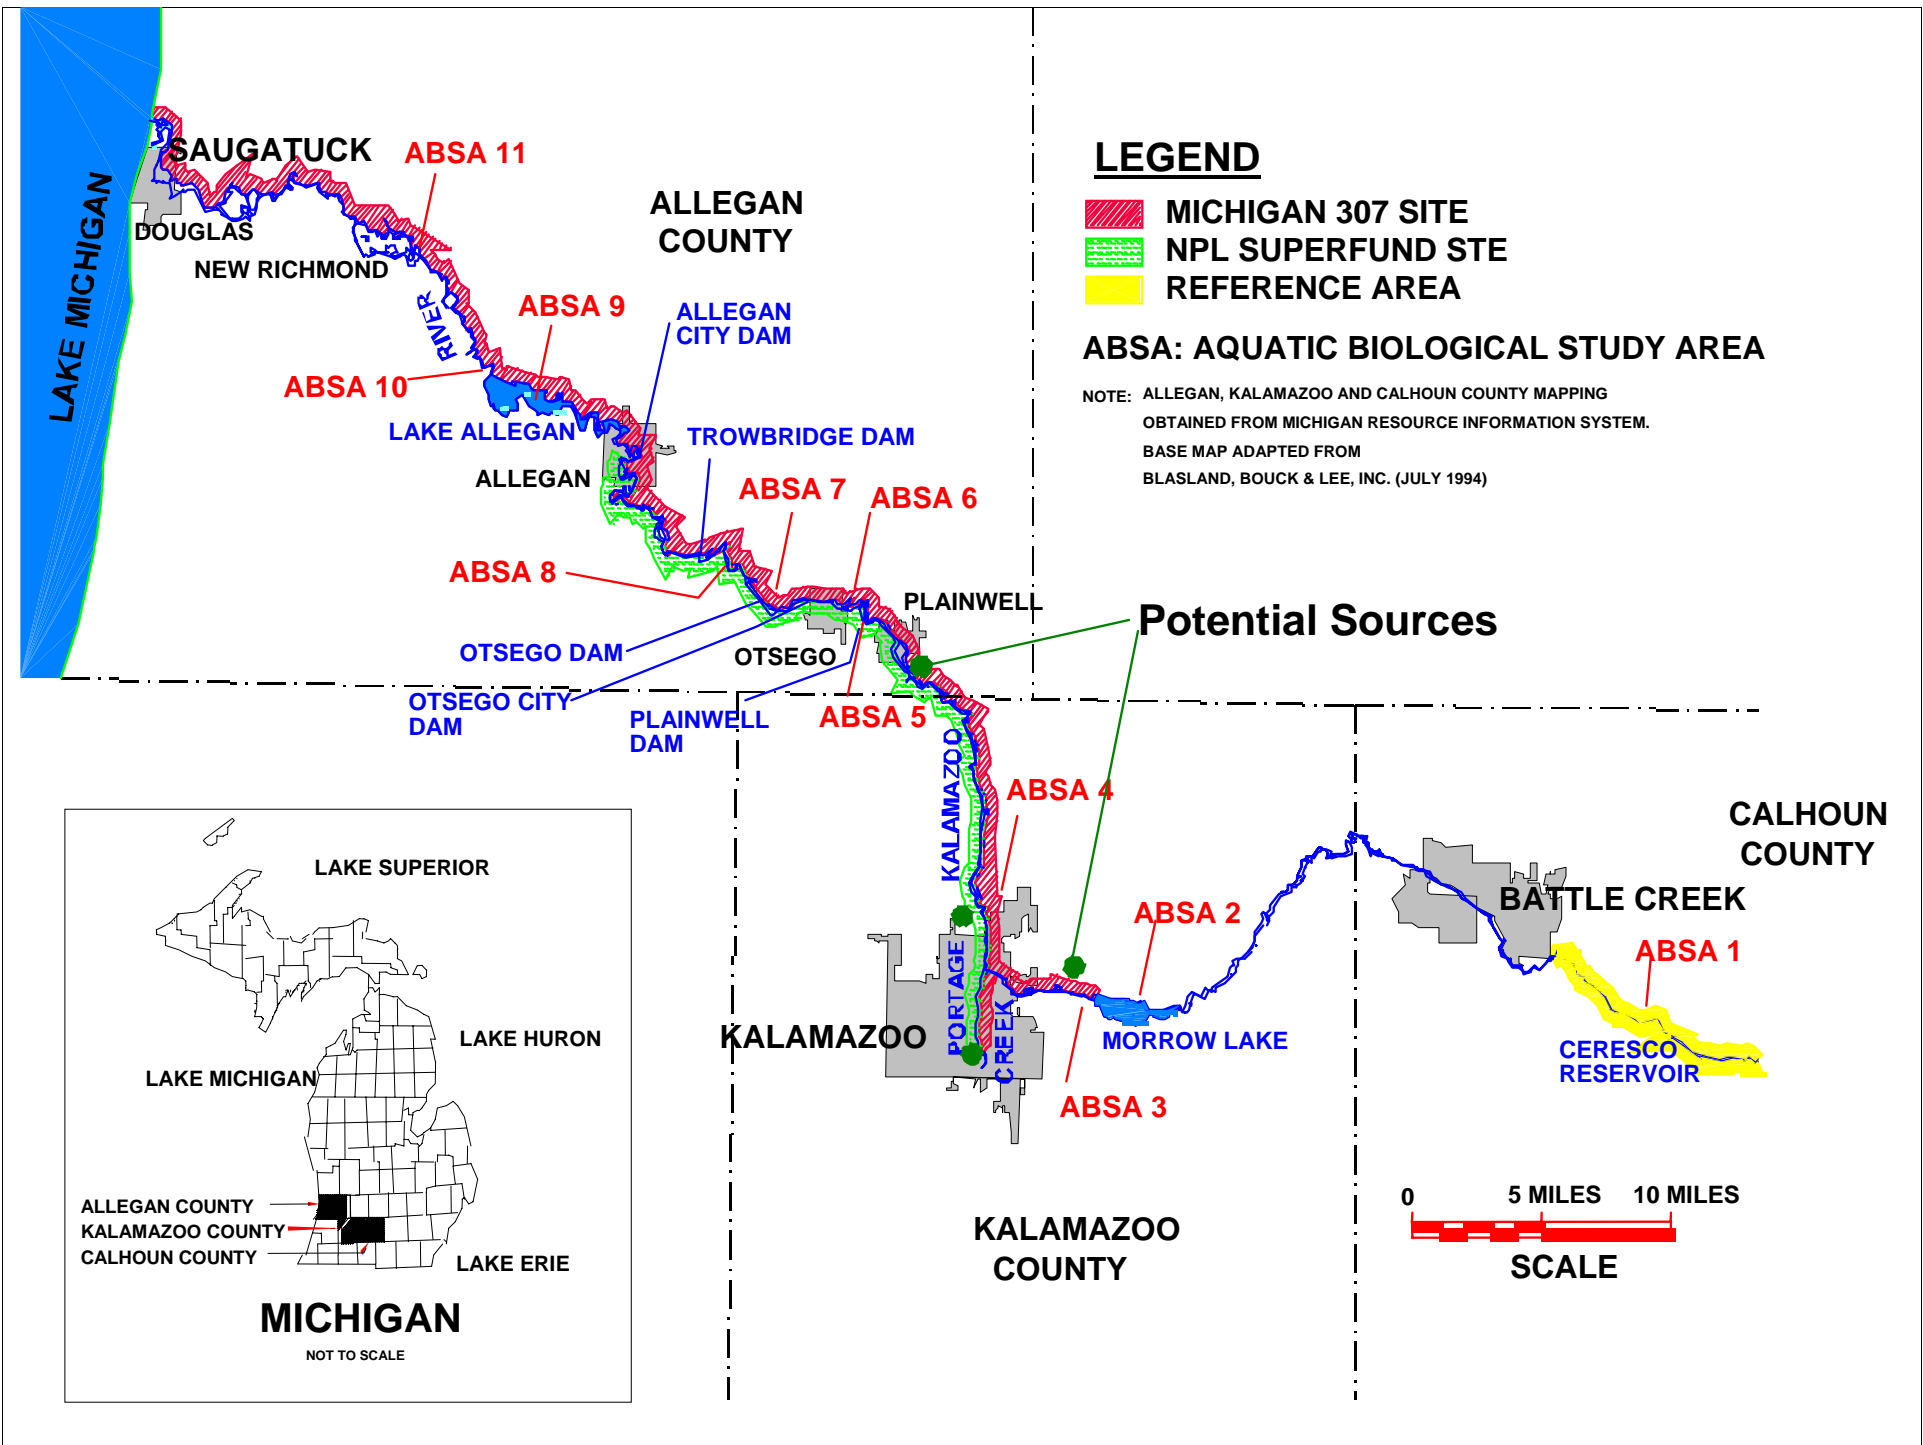 SAUGATUCK
ABSA 11
ALLEGAN
COUNTY
LAKE MICHIGAN
DOUGLAS
NEW RICHMOND
RIVER
ABSA 9
ALLEGAN
CITY DAM
ABSA 10
LAKE ALLEGAN
TROWBRIDGE DAM
ALLEGAN
ABSA 7
ABSA 6
ABSA 8
PLAINWELL
OTSEGO DAM
OTSEGO
OTSEGO CITY
DAM
PLAINWELL
DAM
ABSA 5
LEGEND
MICHIGAN 307 SITE
NPL SUPERFUND STE
REFERENCE AREA
ABSA: AQUATIC BIOLOGICAL STUDY AREA
NOTE: ALLEGAN, KALAMAZOO AND CALHOUN COUNTY MAPPING
OBTAINED FROM MICHIGAN RESOURCE INFORMATION SYSTEM.
BASE MAP ADAPTED FROM
BLASLAND, BOUCK & LEE, INC. (JULY 1994)
Potential Sources
KALAMAZOO
ABSA 4
CALHOUN
COUNTY
BATTLE CREEK
ABSA 2
ABSA 1
PORTAGE
CREEK
KALAMAZOO
MORROW LAKE
CERESCO
RESERVOIR
ABSA 3
KALAMAZOO
COUNTY
0 5 MILES 10 MILES
SCALE
LAKE SUPERIOR
LAKE HURON
LAKE MICHIGAN
ALLEGAN COUNTY
KALAMAZOO COUNTY
CALHOUN COUNTY
LAKE ERIE
MICHIGAN
NOT TO SCALE